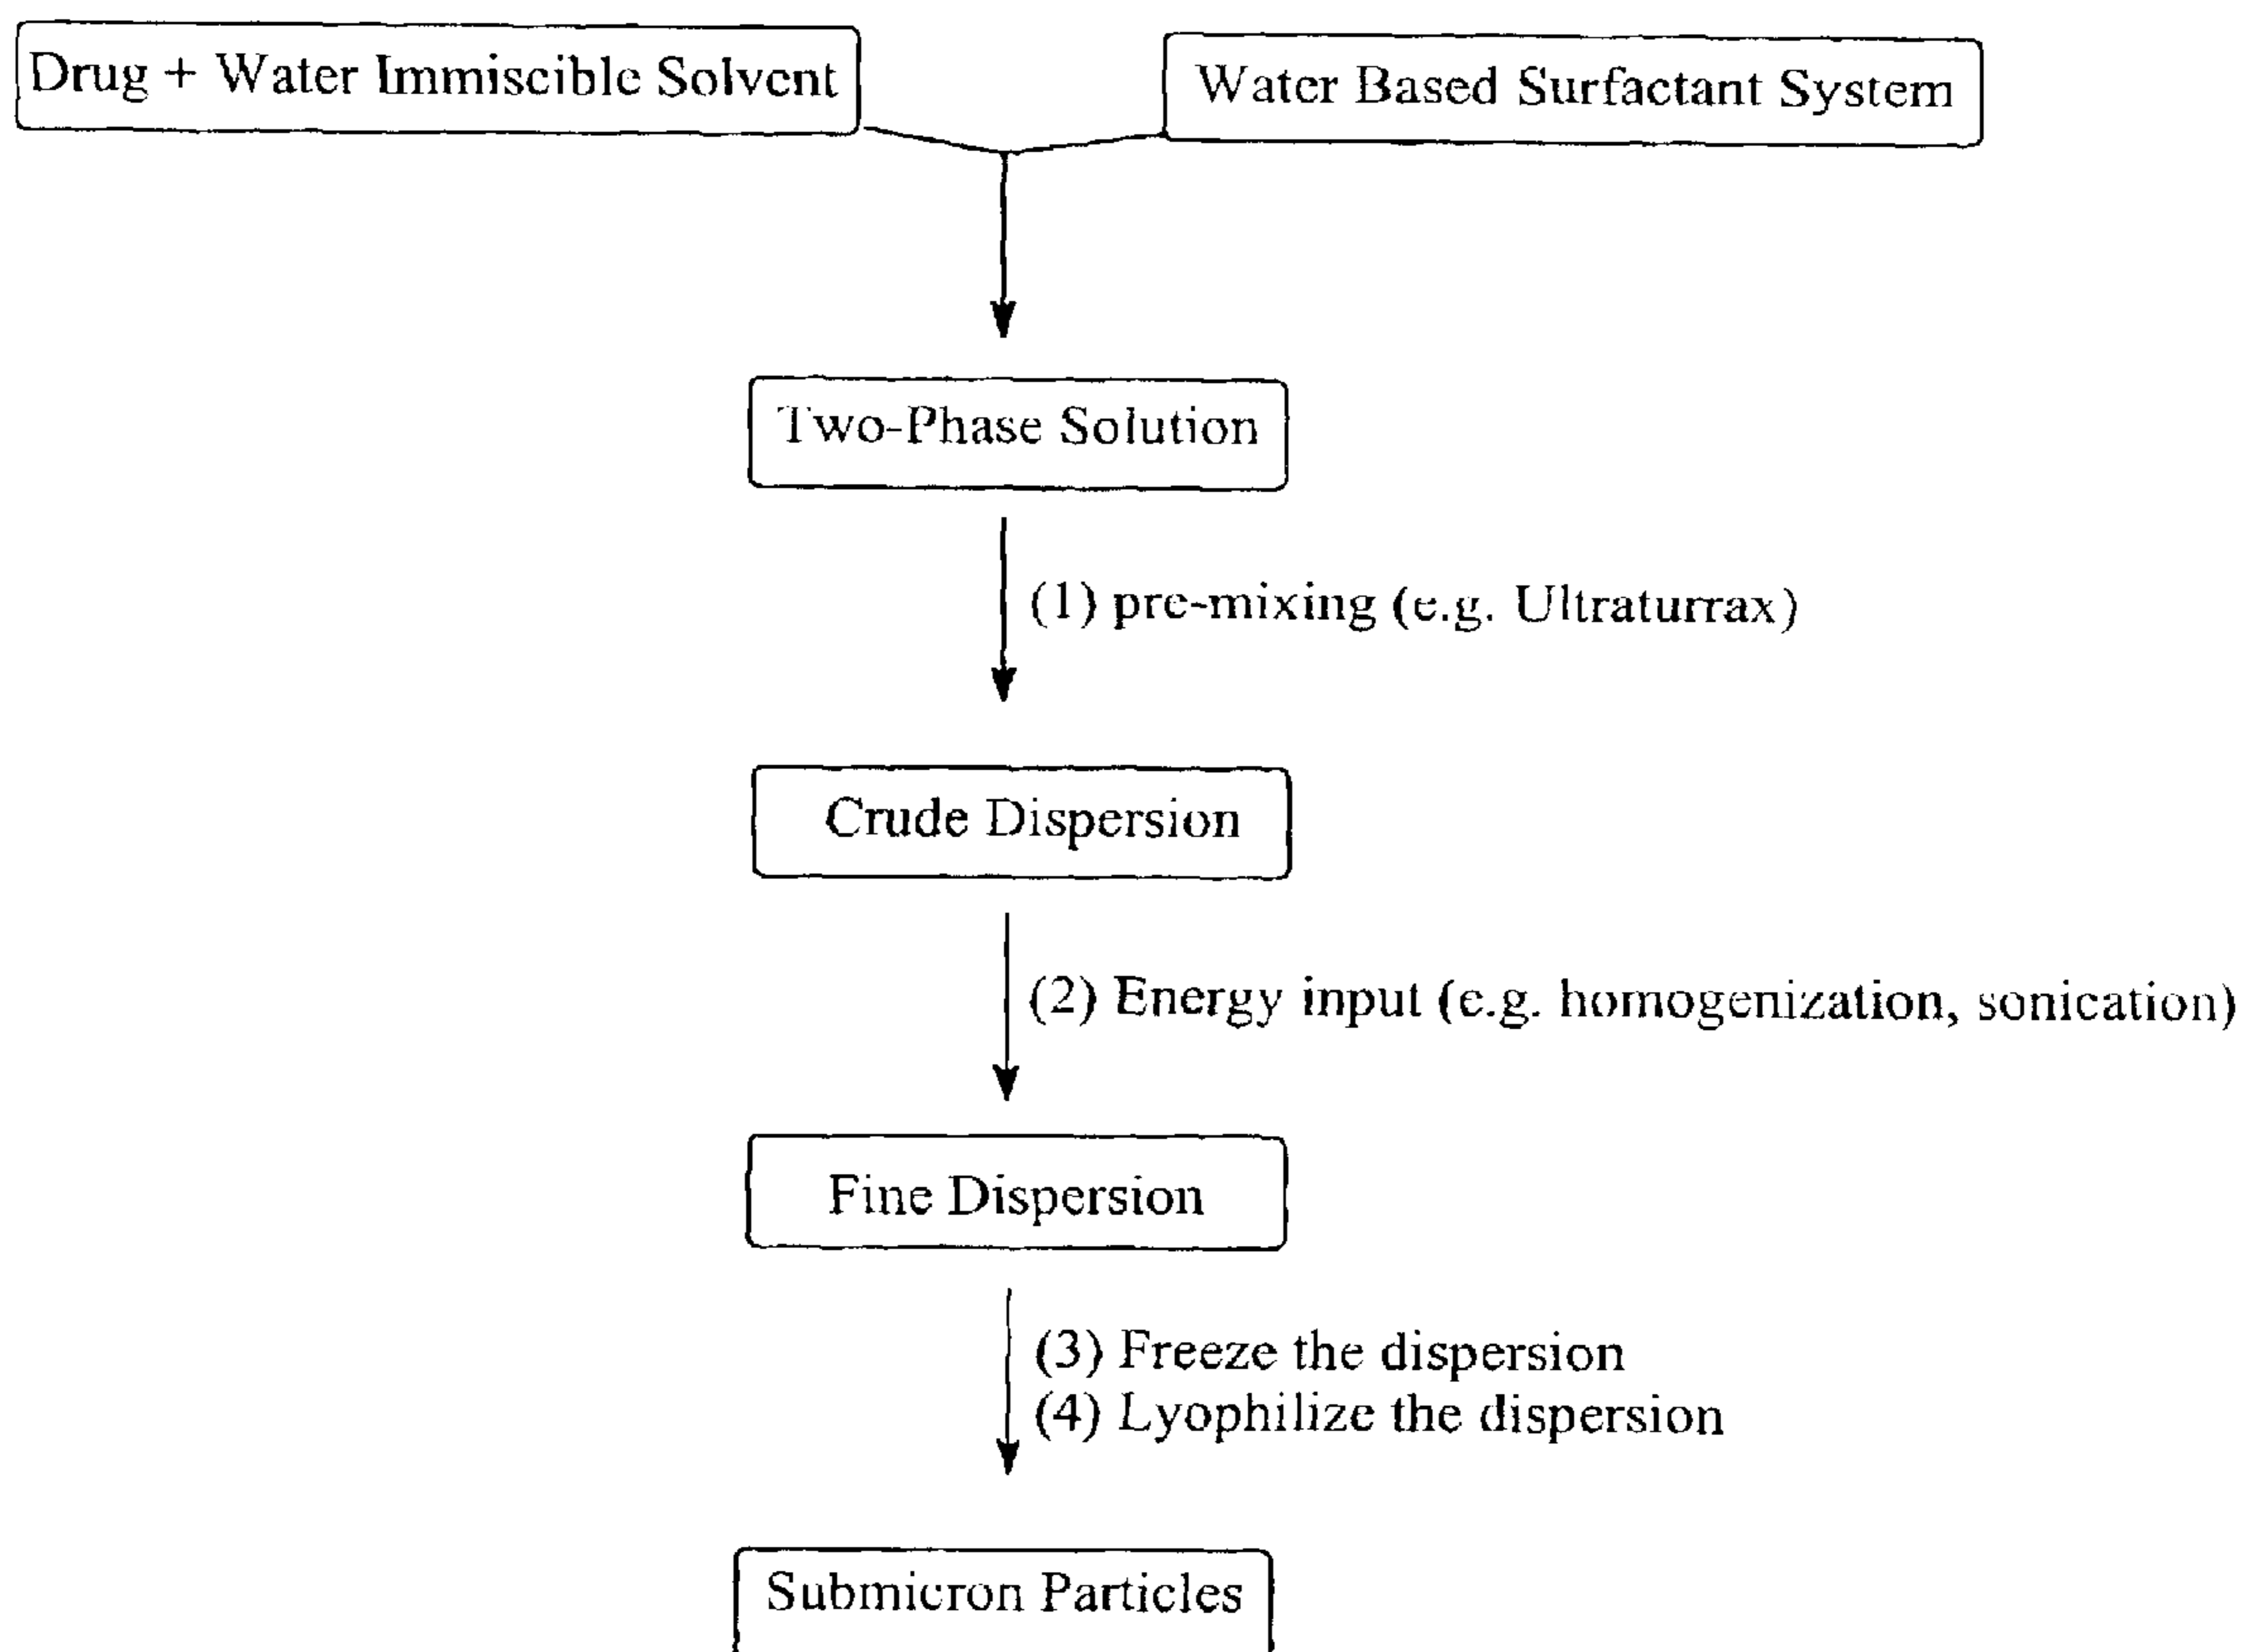 Drug + Water Immiscible Solvent
Water Based Surfactant System
Two-Phase Solution
(1) pre-mixing (e.g. Ultraturrax)
Crude Dispersion
(2) Energy input (e.g. homogenization, sonication)
Fine Dispersion
(3) Freeze the dispersion
(4) Lyophilize the dispersion
Submicron Particles